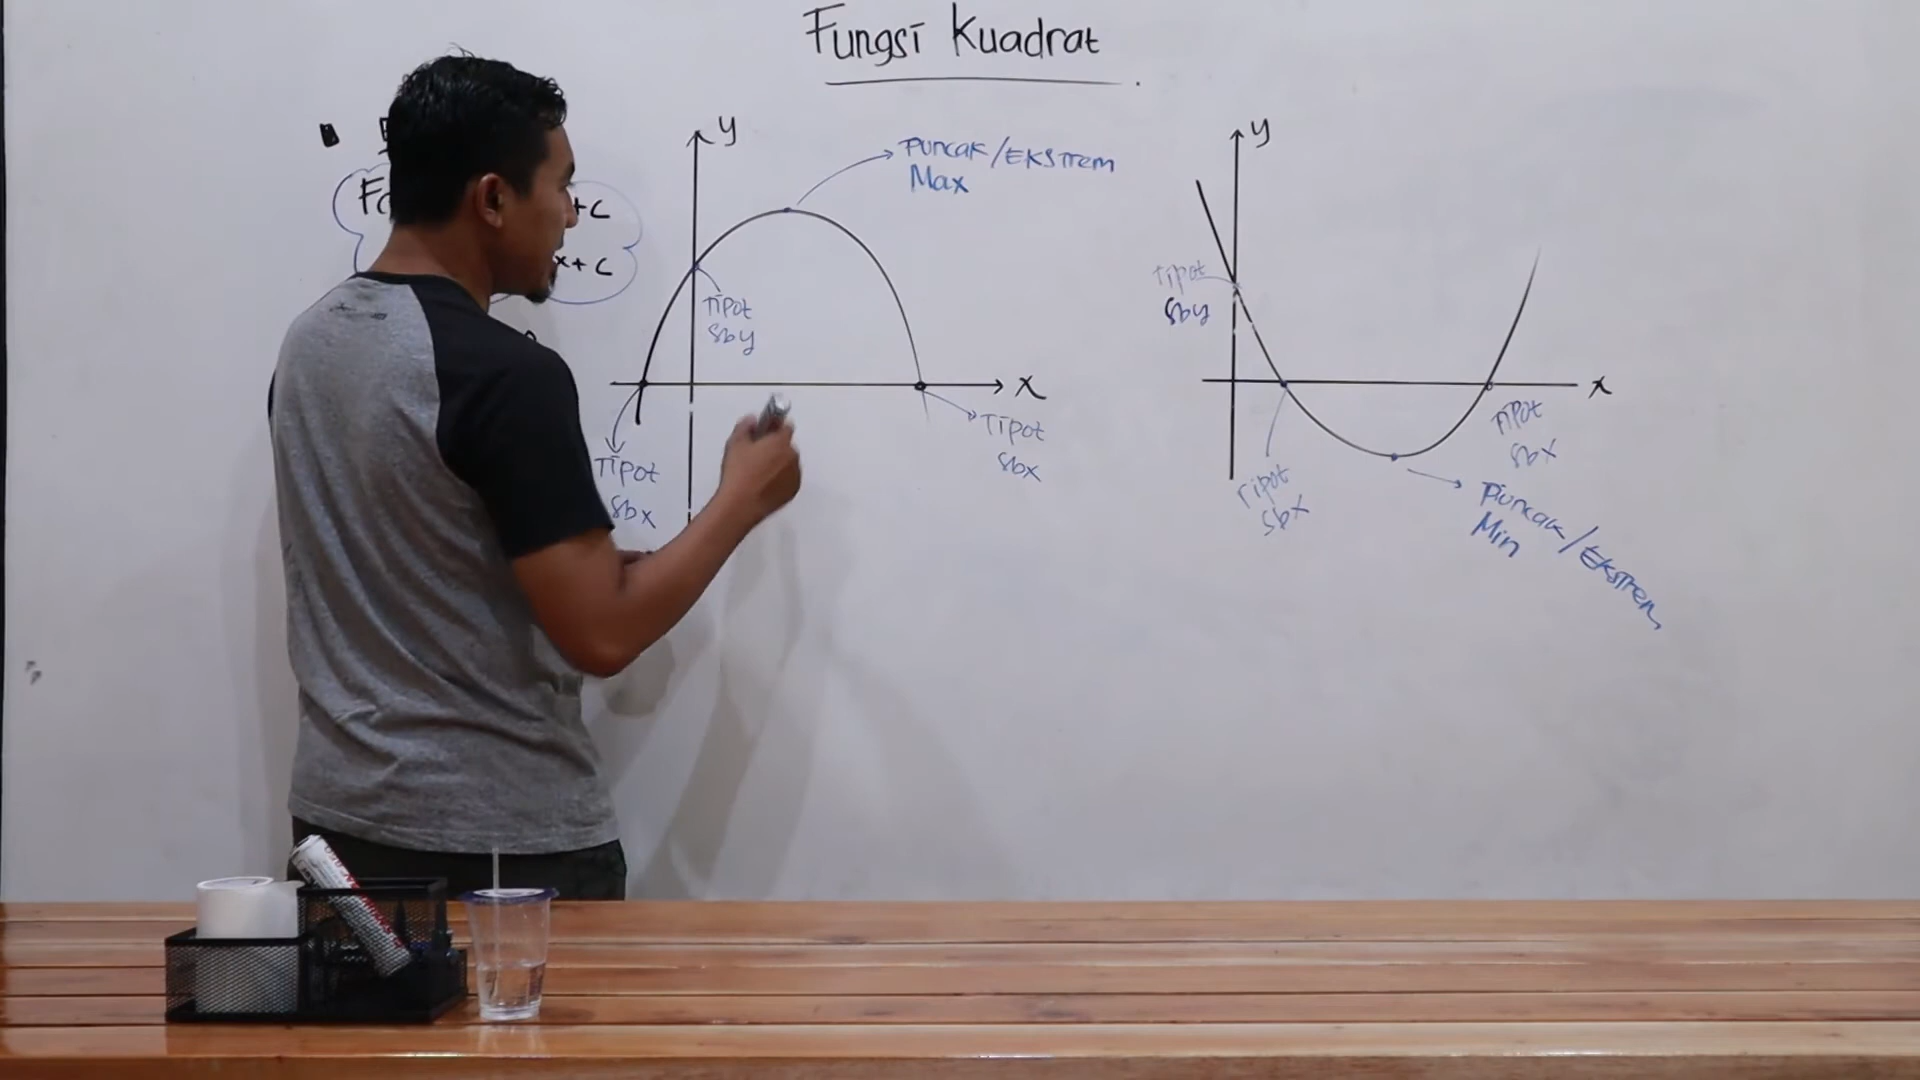 Fungsi Kuadrat
+c
x+c
y
Puncak/Ekstrem
Max
Tipot
sby
x
Tipot
sbx
Tipot
sbx
y
Tipot
sby
x
Tipot
sbx
Tipot
sbx
Puncak/Ekstrem
Min